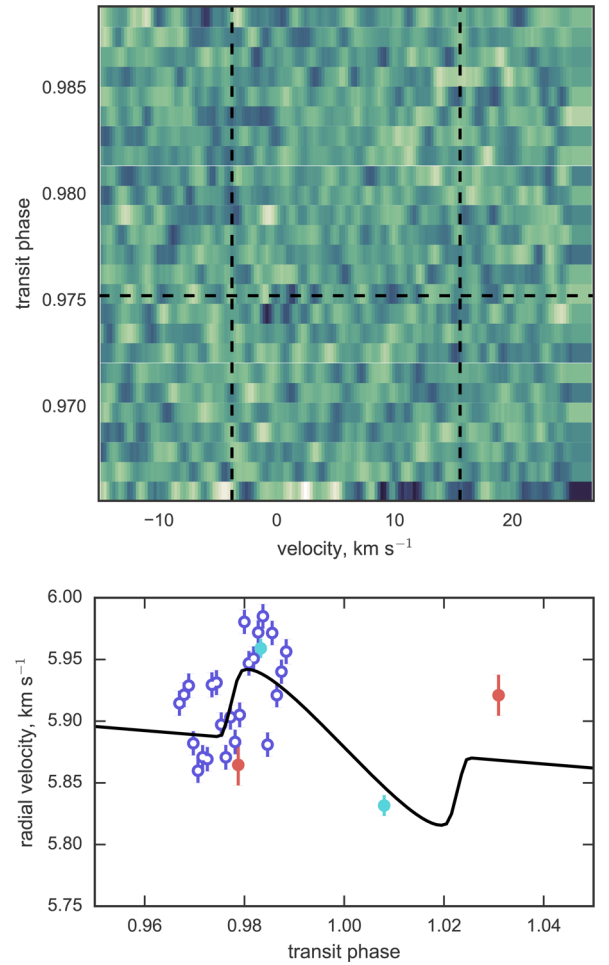 0.985
0.980
0.975
0.970
transit phase
−10 0 10 20
velocity, km s⁻¹
6.00
5.95
5.90
5.85
5.80
5.75
radial velocity, km s⁻¹
0.96 0.98 1.00 1.02 1.04
transit phase